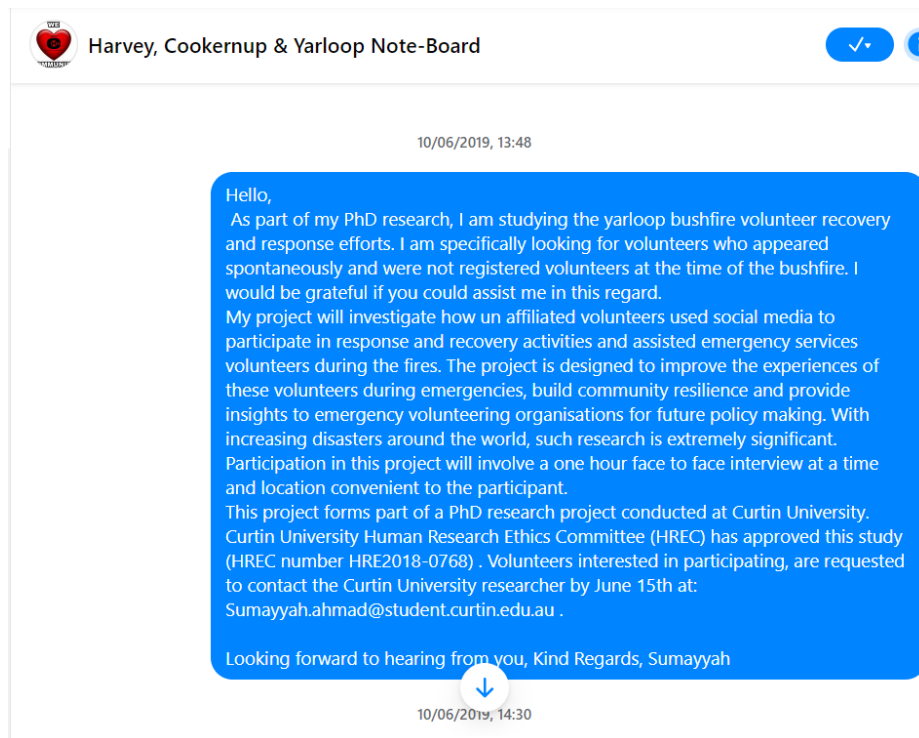 WE
Harvey, Cookernup & Yarloop Note-Board
10/06/2019, 13:48
Hello,
As part of my PhD research, I am studying the yarloop bushfire volunteer recovery
and response efforts. I am specifically looking for volunteers who appeared
spontaneously and were not registered volunteers at the time of the bushfire. I
would be grateful if you could assist me in this regard.
My project will investigate how un affiliated volunteers used social media to
participate in response and recovery activities and assisted emergency services
volunteers during the fires. The project is designed to improve the experiences of
these volunteers during emergencies, build community resilience and provide
insights to emergency volunteering organisations for future policy making. With
increasing disasters around the world, such research is extremely significant.
Participation in this project will involve a one hour face to face interview at a time
and location convenient to the participant.
This project forms part of a PhD research project conducted at Curtin University.
Curtin University Human Research Ethics Committee (HREC) has approved this study
(HREC number HRE2018-0768) . Volunteers interested in participating, are requested
to contact the Curtin University researcher by June 15th at:
Sumayyah.ahmad@student.curtin.edu.au .
Looking forward to hearing from you, Kind Regards, Sumayyah
10/06/2019, 14:30